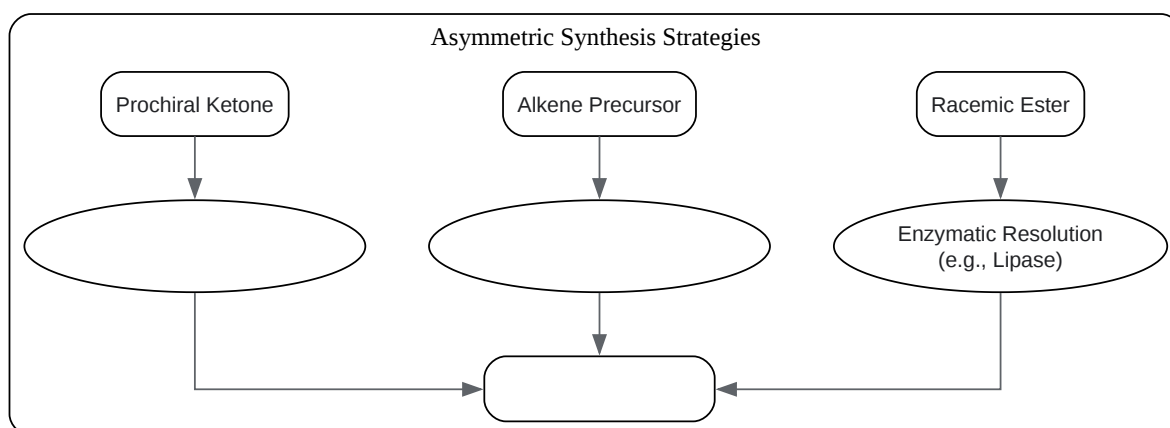 Asymmetric Synthesis Strategies
Prochiral Ketone
Alkene Precursor
Racemic Ester
Enzymatic Resolution
(e.g., Lipase)